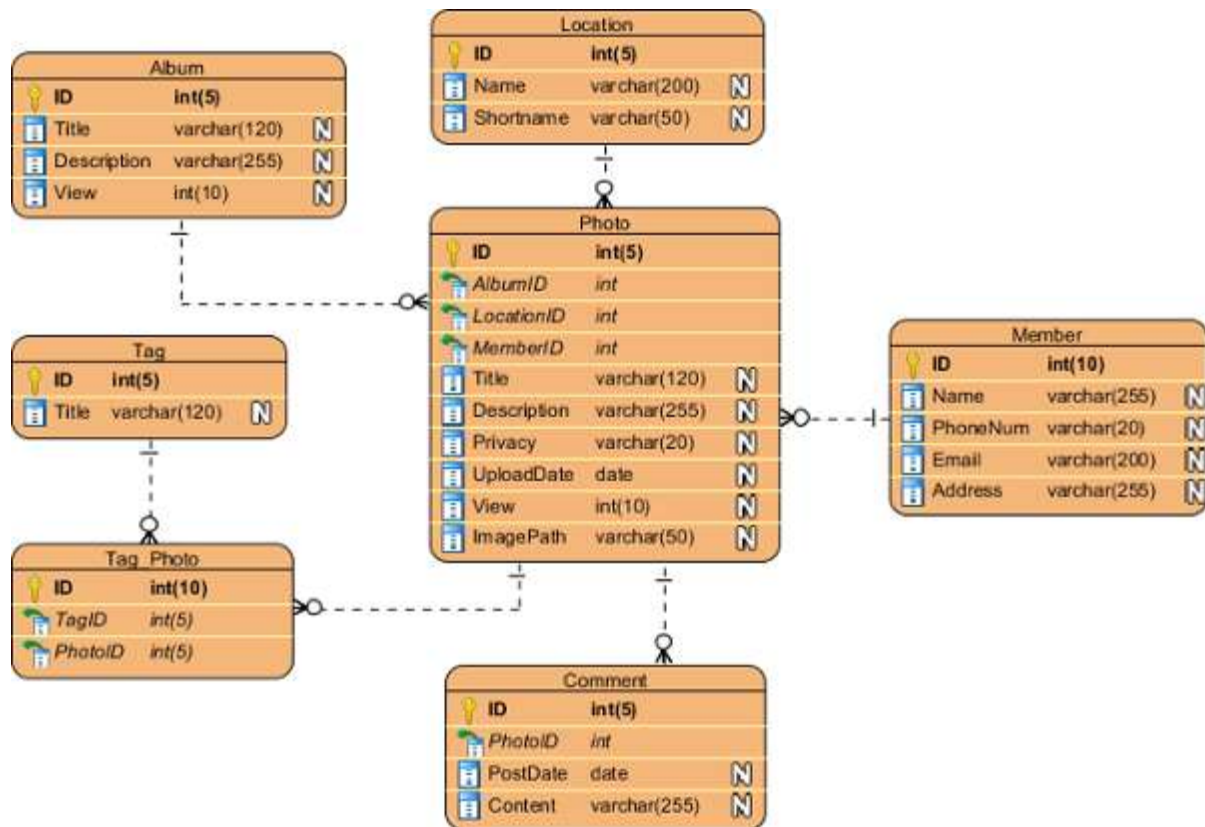 Location
ID int(5)
Name varchar(200) N
Shortname varchar(50) N
Album
ID int(5)
Title varchar(120) N
Description varchar(255) N
View int(10) N
Photo
ID int(5)
AlbumID int
LocationID int
MemberID int
Title varchar(120) N
Description varchar(255) N
Privacy varchar(20) N
UploadDate date N
View int(10) N
ImagePath varchar(50) N
Member
ID int(10)
Name varchar(255) N
PhoneNum varchar(20) N
Email varchar(200) N
Address varchar(255) N
Tag
ID int(5)
Title varchar(120) N
Tag_Photo
ID int(10)
TagID int(5)
PhotoID int(5)
Comment
ID int(5)
PhotoID int
PostDate date N
Content varchar(255) N